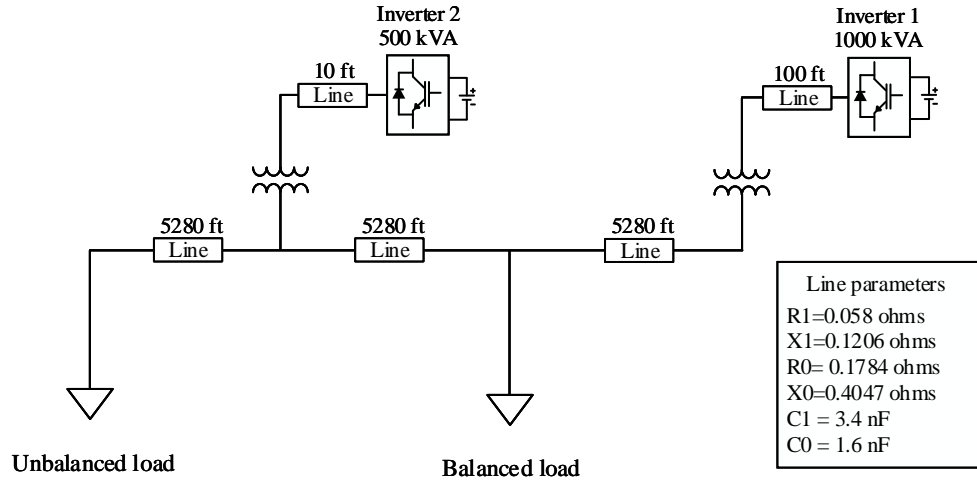 Inverter 2
500 kVA
Inverter 1
1000 kVA
10 ft
Line
100 ft
Line
+
-
+
-
5280 ft
Line
5280 ft
Line
5280 ft
Line
Line parameters
R1=0.058 ohms
X1=0.1206 ohms
R0= 0.1784 ohms
X0=0.4047 ohms
C1 = 3.4 nF
C0 = 1.6 nF
Unbalanced load
Balanced load